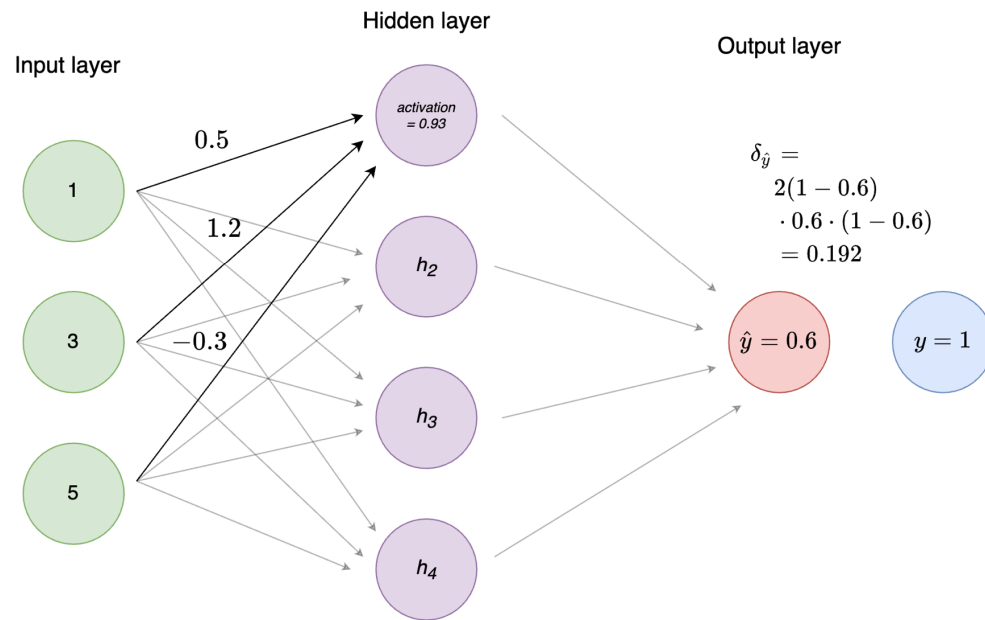 Hidden layer
Output layer
Input layer
activation
= 0.93
0.5
δ_ŷ =
2(1 − 0.6)
· 0.6 · (1 − 0.6)
= 0.192
1
1.2
h₂
3
−0.3
ŷ = 0.6
y = 1
h₃
5
h₄